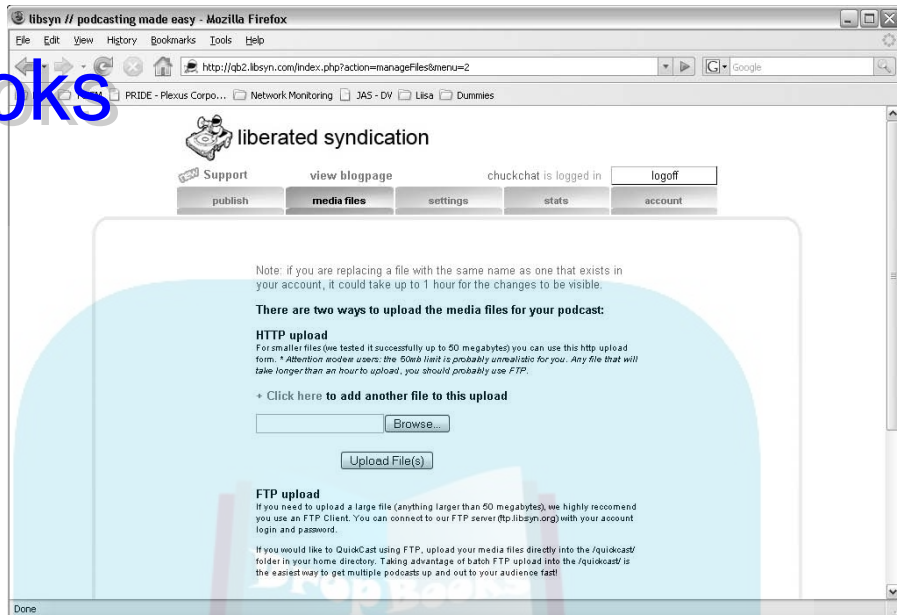 libsyn // podcasting made easy - Mozilla Firefox
File Edit View History Bookmarks Tools Help
http://qb2.libsyn.com/index.php?action=manageFiles&menu=2
G Google
oks
PRIDE - Plexus Corpo... Network Monitoring JAS - DV Liisa Dummies
liberated syndication
NEW Support view blogpage chuckchat is logged in logoff
publish media files settings stats account
Note: if you are replacing a file with the same name as one that exists in
your account, it could take up to 1 hour for the changes to be visible.
There are two ways to upload the media files for your podcast:
HTTP upload
For smaller files (we tested it successfully up to 50 megabytes) you can use this http upload
form. * Attention modem users: the 50mb limit is probably unrealistic for you. Any file that will
take longer than an hour to upload, you should probably use FTP.
+ Click here to add another file to this upload
Browse...
Upload File(s)
FTP upload
If you need to upload a large file (anything larger than 50 megabytes), we highly reccomend
you use an FTP Client. You can connect to our FTP server (ftp.libsyn.org) with your account
login and password.
If you would like to QuickCast using FTP, upload your media files directly into the /quickcast/
folder in your home directory. Taking advantage of batch FTP upload into the /quickcast/ is
the easiest way to get multiple podcasts up and out to your audience fast!
DropBooks
Done